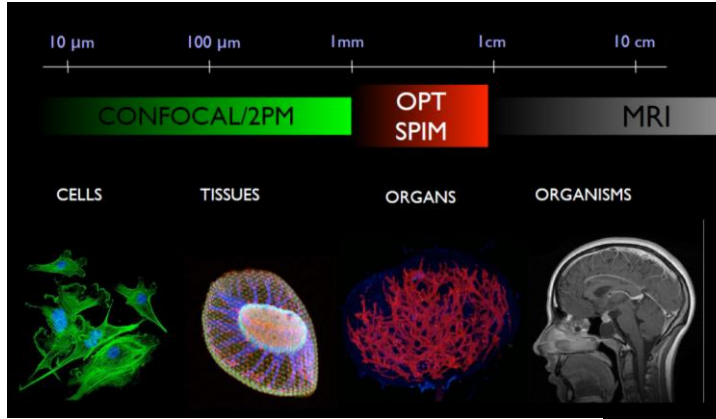 10 µm 100 µm 1mm 1cm 10 cm
CONFOCAL/2PM
OPT
SPIM
MRI
CELLS TISSUES ORGANS ORGANISMS